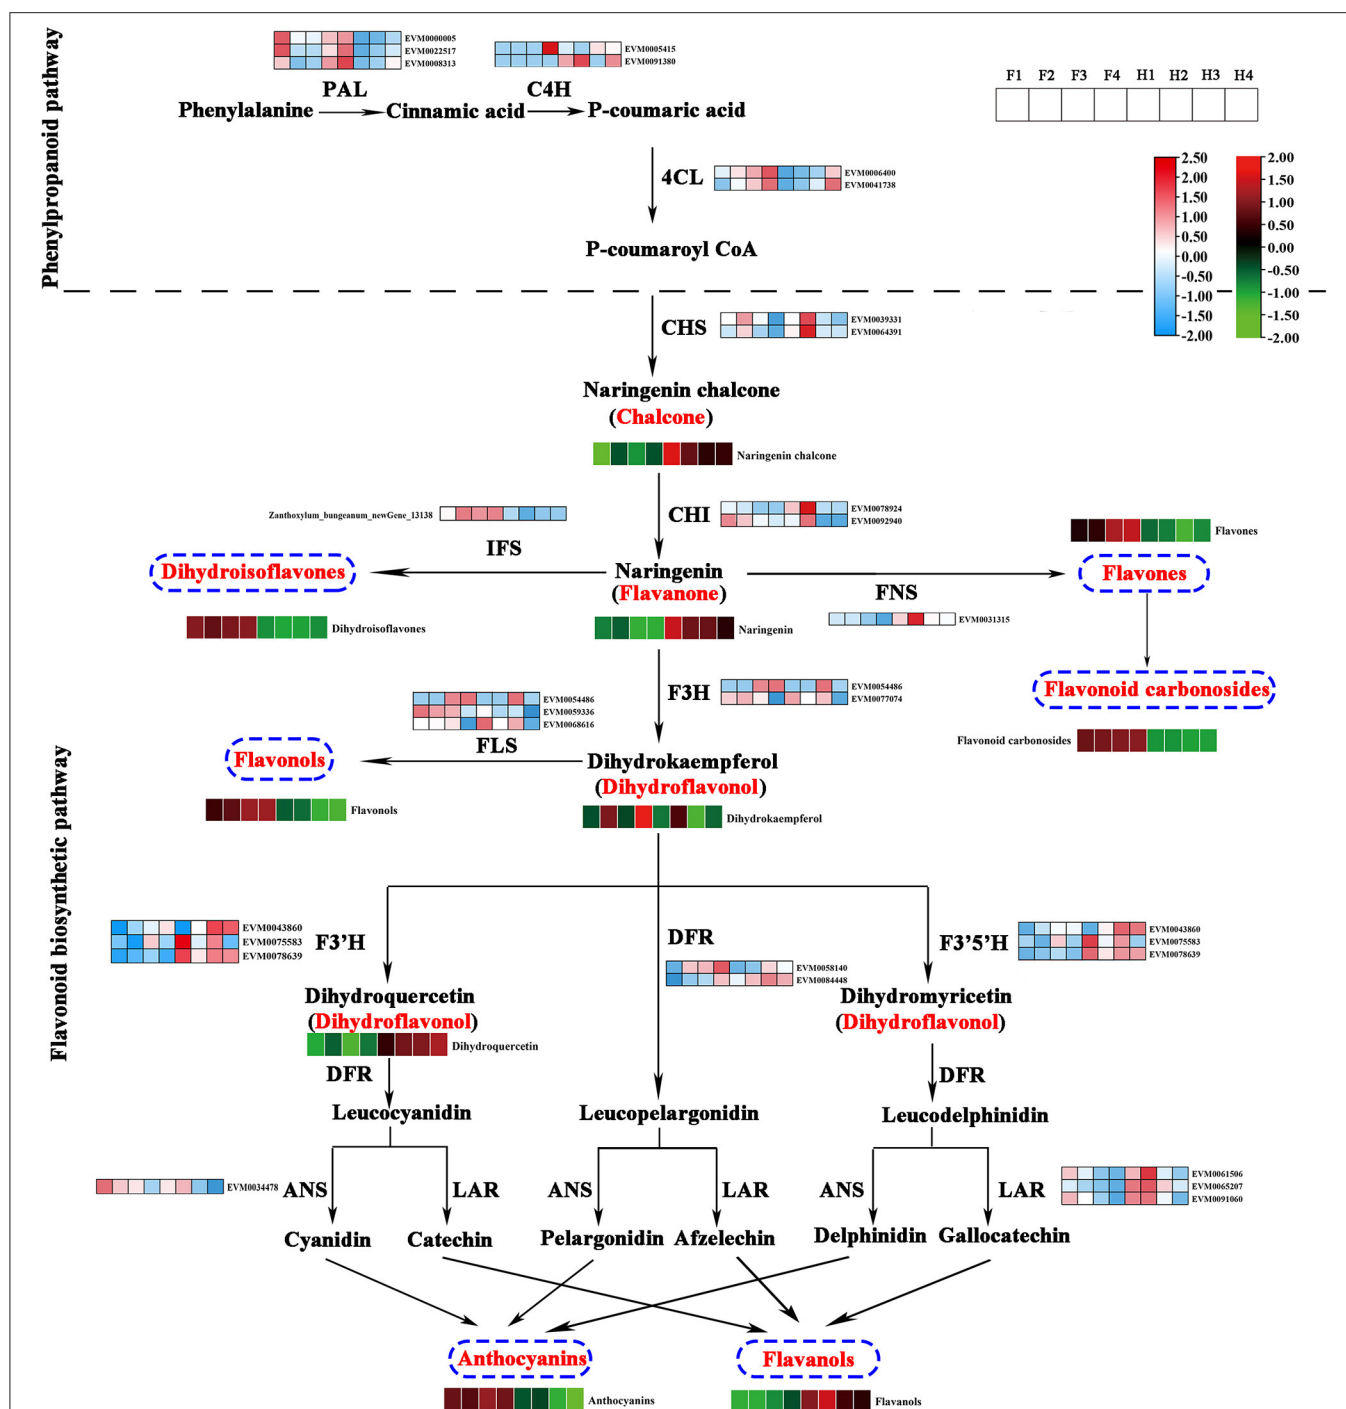 Phenylpropanoid pathway
EVM0000005
EVM0022517
EVM0008313
EVM0005415
EVM0091380
PAL
C4H
Phenylalanine
Cinnamic acid
P-coumaric acid
F1 F2 F3 F4 H1 H2 H3 H4
4CL
EVM0006400
EVM0041738
P-coumaroyl CoA
2.50
2.00
1.50
1.00
0.50
0.00
-0.50
-1.00
-1.50
-2.00
2.00
1.50
1.00
0.50
0.00
-0.50
-1.00
-1.50
-2.00
Flavonoid biosynthetic pathway
CHS
EVM0039331
EVM0064391
Naringenin chalcone
(Chalcone)
Naringenin chalcone
CHI
EVM0078924
EVM0092940
Zanthoxylum_bungeanum_newGene_13138
IFS
Dihydroisoflavones
Dihydroisoflavones
Naringenin
(Flavanone)
Naringenin
FNS
EVM0031315
Flavones
Flavones
Flavonoid carbonosides
Flavonoid carbonosides
F3H
EVM0054486
EVM0077074
EVM0054486
EVM0059336
EVM0068616
FLS
Flavonols
Flavonols
Dihydrokaempferol
(Dihydroflavonol)
Dihydrokaempferol
EVM0043860
EVM0075583
EVM0078639
F3’H
DFR
EVM0058140
EVM0084448
F3’5’H
EVM0043860
EVM0075583
EVM0078639
Dihydroquercetin
(Dihydroflavonol)
Dihydroquercetin
Dihydromyricetin
(Dihydroflavonol)
DFR
DFR
Leucocyanidin
Leucopelargonidin
Leucodelphinidin
EVM0034478
ANS
LAR
ANS
LAR
ANS
LAR
EVM0061506
EVM0065207
EVM0091060
Cyanidin
Catechin
Pelargonidin
Afzelechin
Delphinidin
Gallocatechin
Anthocyanins
Flavanols
Anthocyanins
Flavanols